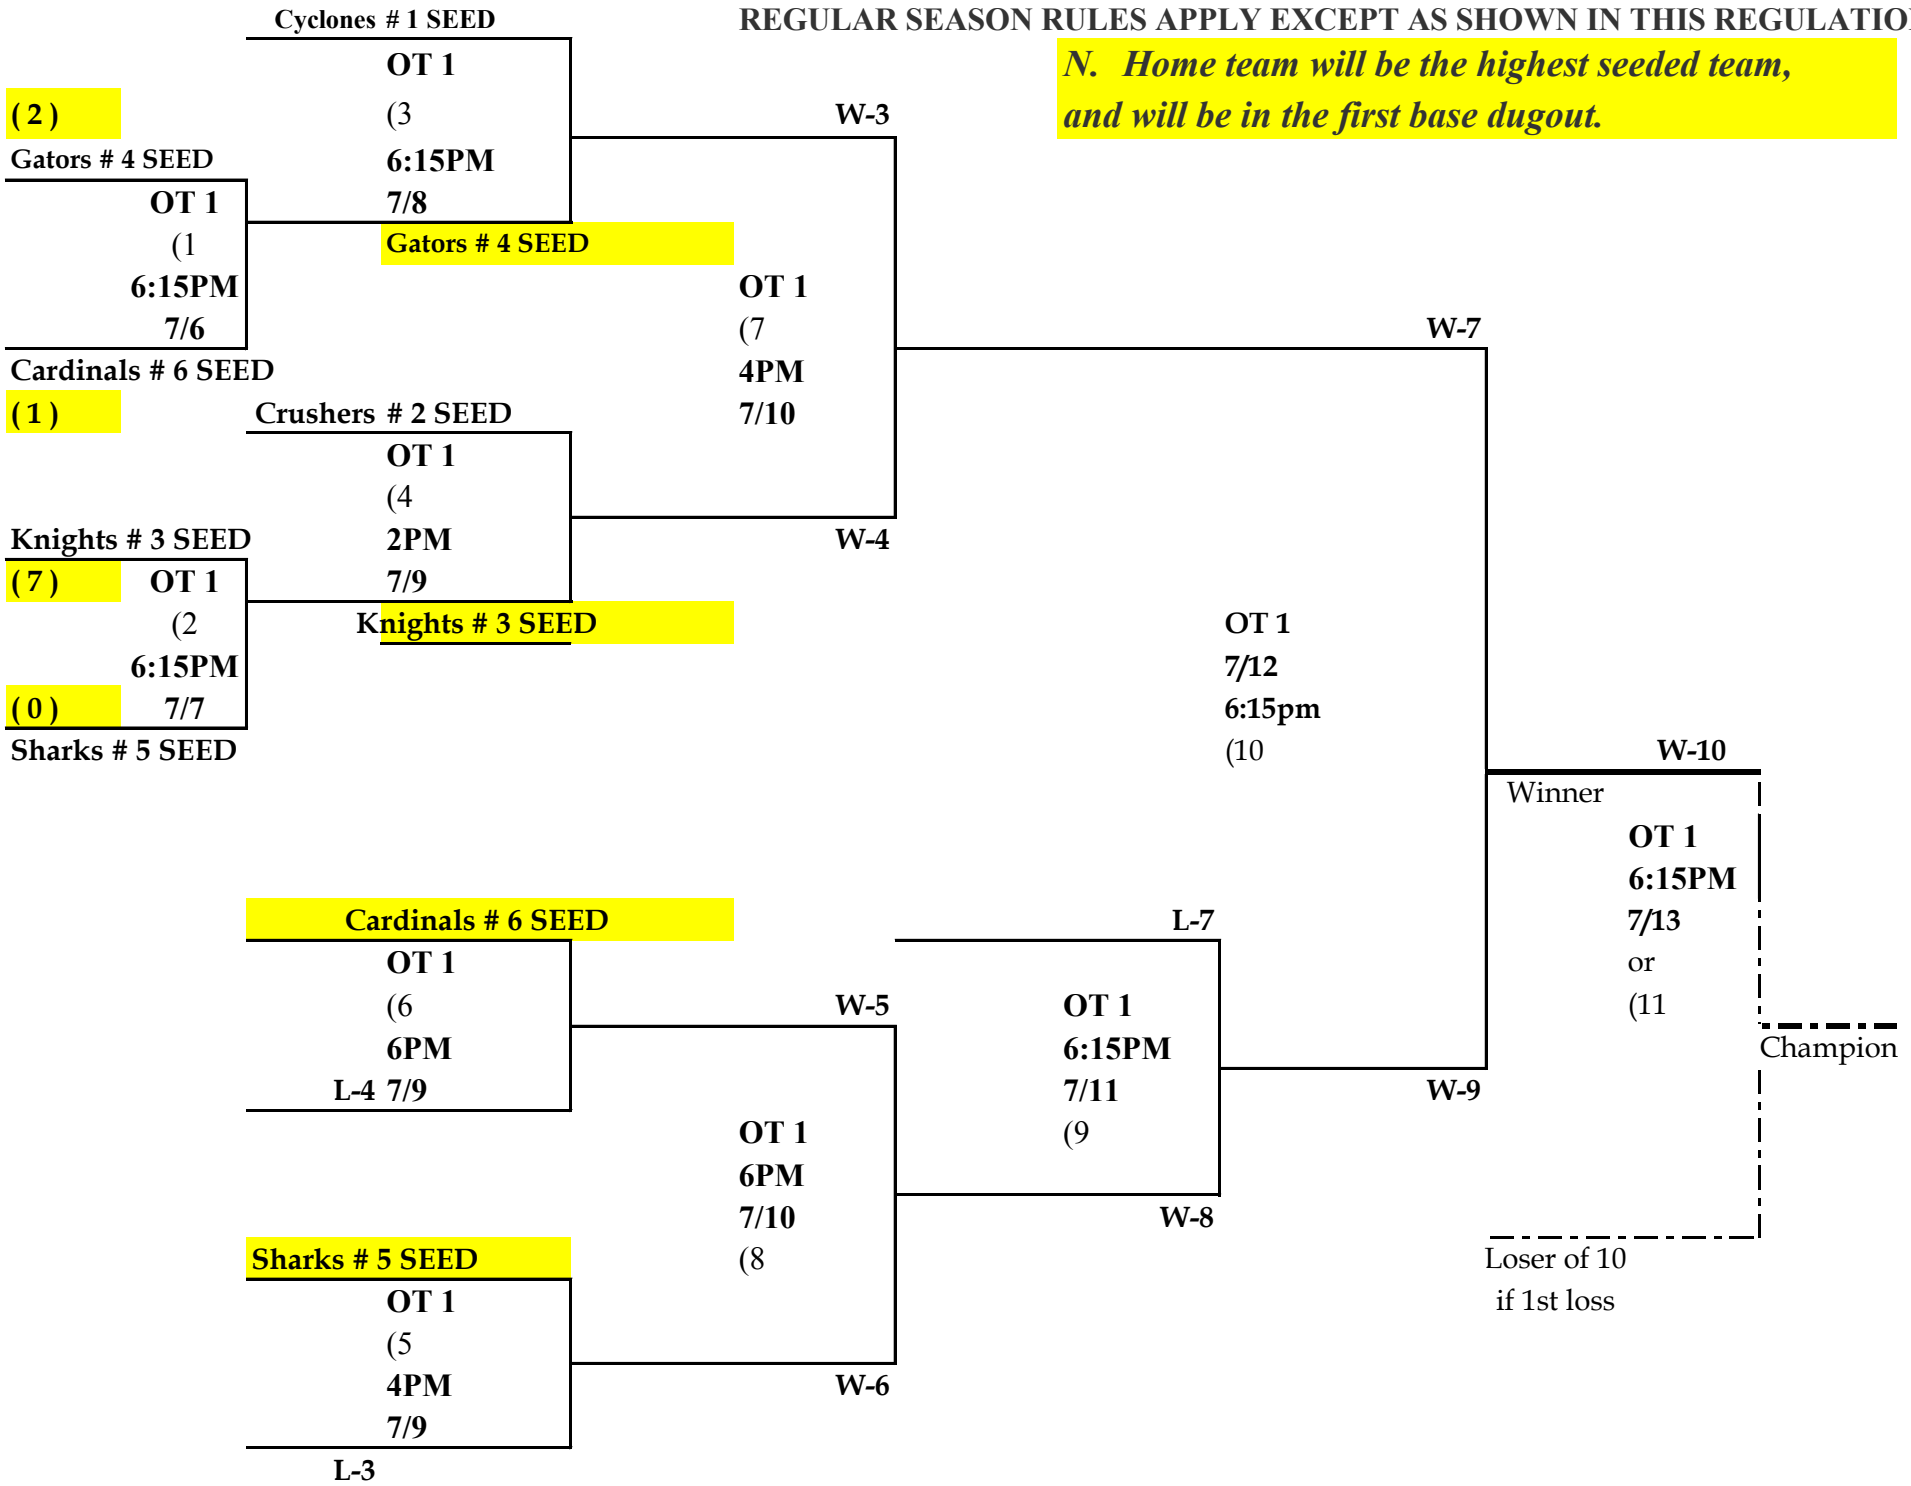 Cyclones # 1 SEED
REGULAR SEASON RULES APPLY EXCEPT AS SHOWN IN THIS REGULATIO
N. Home team will be the highest seeded team,
and will be in the first base dugout.
OT 1
(3
6:15PM
7/8
W-3
( 2 )
Gators # 4 SEED
OT 1
(1
6:15PM
7/6
Cardinals # 6 SEED
( 1 )
Gators # 4 SEED
OT 1
(7
4PM
7/10
W-7
Crushers # 2 SEED
OT 1
(4
2PM
7/9
W-4
Knights # 3 SEED
( 7 )
OT 1
(2
6:15PM
7/7
( 0 )
Sharks # 5 SEED
Knights # 3 SEED
OT 1
7/12
6:15pm
(10
W-10
Winner
OT 1
6:15PM
7/13
or
(11
Champion
Cardinals # 6 SEED
OT 1
(6
6PM
L-4 7/9
W-5
L-7
OT 1
6:15PM
7/11
(9
W-9
OT 1
6PM
7/10
(8
W-8
Sharks # 5 SEED
OT 1
(5
4PM
7/9
L-3
W-6
Loser of 10
if 1st loss